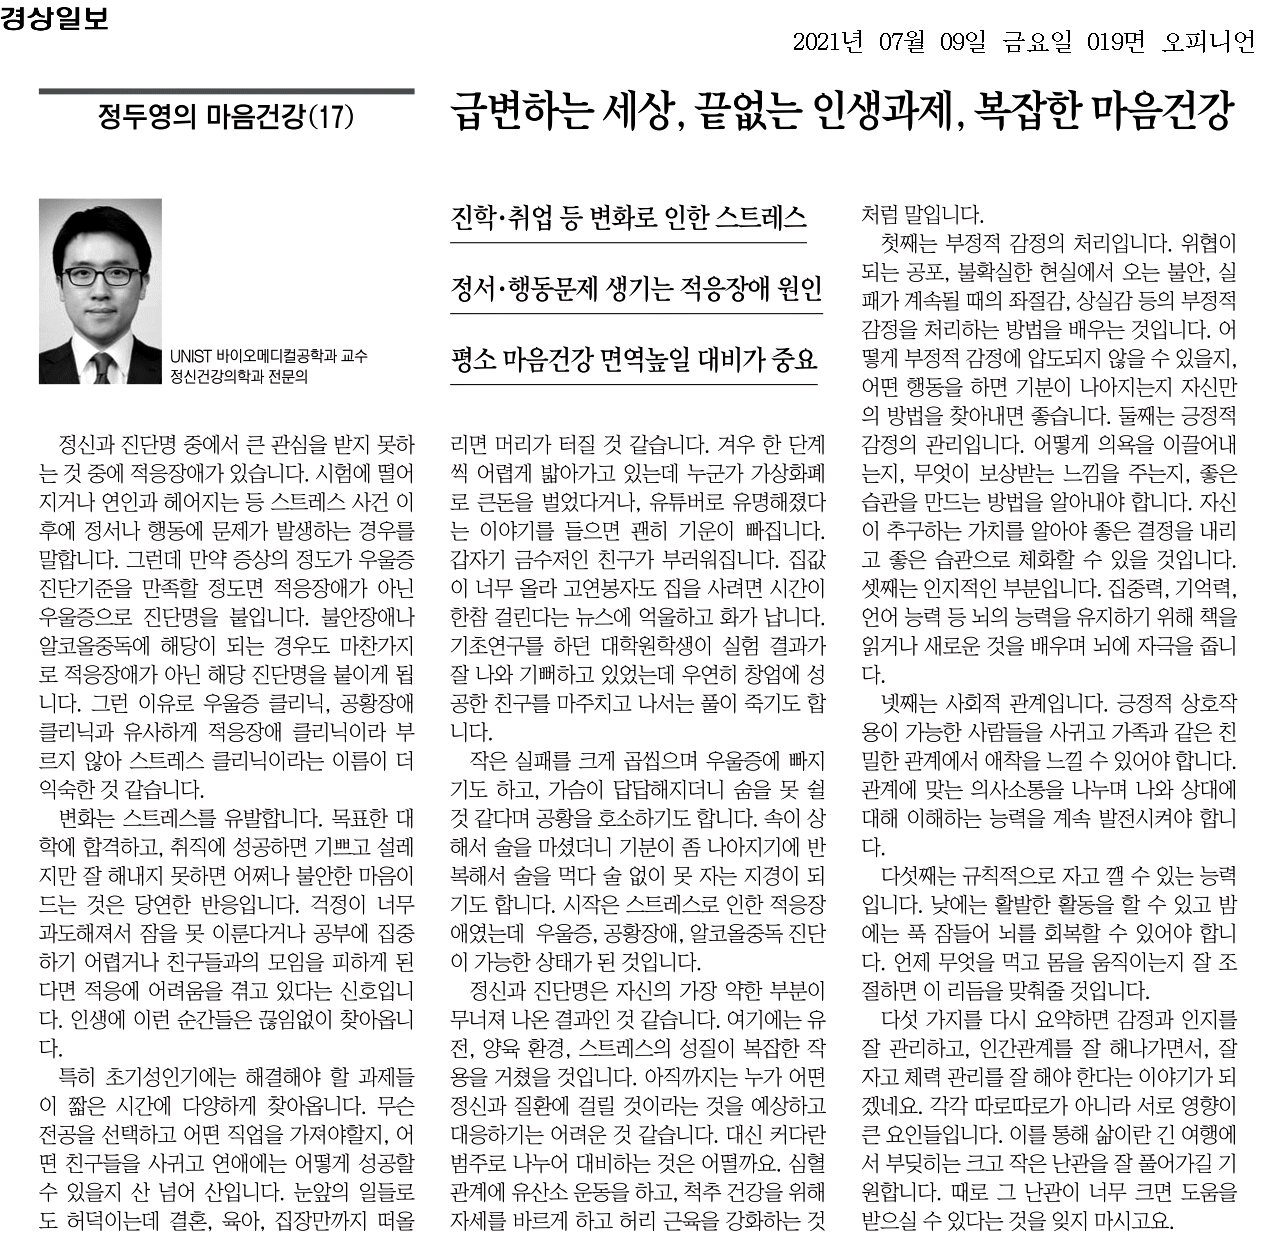 경상일보
2021년 07월 09일 금요일 019면 오피니언
정두영의 마음건강(17)
급변하는 세상, 끝없는 인생과제, 복잡한 마음건강
UNIST 바이오메디컬공학과 교수
정신건강의학과 전문의
진학·취업 등 변화로 인한 스트레스
정서·행동문제 생기는 적응장애 원인
평소 마음건강 면역높일 대비가 중요
정신과 진단명 중에서 큰 관심을 받지 못하
는 것 중에 적응장애가 있습니다. 시험에 떨어
지거나 연인과 헤어지는 등 스트레스 사건 이
후에 정서나 행동에 문제가 발생하는 경우를
말합니다. 그런데 만약 증상의 정도가 우울증
진단기준을 만족할 정도면 적응장애가 아닌
우울증으로 진단명을 붙입니다. 불안장애나
알코올중독에 해당이 되는 경우도 마찬가지
로 적응장애가 아닌 해당 진단명을 붙이게 됩
니다. 그런 이유로 우울증 클리닉, 공황장애
클리닉과 유사하게 적응장애 클리닉이라 부
르지 않아 스트레스 클리닉이라는 이름이 더
익숙한 것 같습니다.
변화는 스트레스를 유발합니다. 목표한 대
학에 합격하고, 취직에 성공하면 기쁘고 설레
지만 잘 해내지 못하면 어쩌나 불안한 마음이
드는 것은 당연한 반응입니다. 걱정이 너무
과도해져서 잠을 못 이룬다거나 공부에 집중
하기 어렵거나 친구들과의 모임을 피하게 된
다면 적응에 어려움을 겪고 있다는 신호입니
다. 인생에 이런 순간들은 끊임없이 찾아옵니
다.
특히 초기성인기에는 해결해야 할 과제들
이 짧은 시간에 다양하게 찾아옵니다. 무슨
전공을 선택하고 어떤 직업을 가져야할지, 어
떤 친구들을 사귀고 연애에는 어떻게 성공할
수 있을지 산 넘어 산입니다. 눈앞의 일들로
도 허덕이는데 결혼, 육아, 집장만까지 떠올
리면 머리가 터질 것 같습니다. 겨우 한 단계
씩 어렵게 밟아가고 있는데 누군가 가상화폐
로 큰돈을 벌었다거나, 유튜버로 유명해졌다
는 이야기를 들으면 괜히 기운이 빠집니다.
갑자기 금수저인 친구가 부러워집니다. 집값
이 너무 올라 고연봉자도 집을 사려면 시간이
한참 걸린다는 뉴스에 억울하고 화가 납니다.
기초연구를 하던 대학원학생이 실험 결과가
잘 나와 기뻐하고 있었는데 우연히 창업에 성
공한 친구를 마주치고 나서는 풀이 죽기도 합
니다.
작은 실패를 크게 곱씹으며 우울증에 빠지
기도 하고, 가슴이 답답해지더니 숨을 못 쉴
것 같다며 공황을 호소하기도 합니다. 속이 상
해서 술을 마셨더니 기분이 좀 나아지기에 반
복해서 술을 먹다 술 없이 못 자는 지경이 되
기도 합니다. 시작은 스트레스로 인한 적응장
애였는데 우울증, 공황장애, 알코올중독 진단
이 가능한 상태가 된 것입니다.
정신과 진단명은 자신의 가장 약한 부분이
무너져 나온 결과인 것 같습니다. 여기에는 유
전, 양육 환경, 스트레스의 성질이 복잡한 작
용을 거쳤을 것입니다. 아직까지는 누가 어떤
정신과 질환에 걸릴 것이라는 것을 예상하고
대응하기는 어려운 것 같습니다. 대신 커다란
범주로 나누어 대비하는 것은 어떨까요. 심혈
관계에 유산소 운동을 하고, 척추 건강을 위해
자세를 바르게 하고 허리 근육을 강화하는 것
처럼 말입니다.
첫째는 부정적 감정의 처리입니다. 위협이
되는 공포, 불확실한 현실에서 오는 불안, 실
패가 계속될 때의 좌절감, 상실감 등의 부정적
감정을 처리하는 방법을 배우는 것입니다. 어
떻게 부정적 감정에 압도되지 않을 수 있을지,
어떤 행동을 하면 기분이 나아지는지 자신만
의 방법을 찾아내면 좋습니다. 둘째는 긍정적
감정의 관리입니다. 어떻게 의욕을 이끌어내
는지, 무엇이 보상받는 느낌을 주는지, 좋은
습관을 만드는 방법을 알아내야 합니다. 자신
이 추구하는 가치를 알아야 좋은 결정을 내리
고 좋은 습관으로 체화할 수 있을 것입니다.
셋째는 인지적인 부분입니다. 집중력, 기억력,
언어 능력 등 뇌의 능력을 유지하기 위해 책을
읽거나 새로운 것을 배우며 뇌에 자극을 줍니
다.
넷째는 사회적 관계입니다. 긍정적 상호작
용이 가능한 사람들을 사귀고 가족과 같은 친
밀한 관계에서 애착을 느낄 수 있어야 합니다.
관계에 맞는 의사소통을 나누며 나와 상대에
대해 이해하는 능력을 계속 발전시켜야 합니
다.
다섯째는 규칙적으로 자고 깰 수 있는 능력
입니다. 낮에는 활발한 활동을 할 수 있고 밤
에는 푹 잠들어 뇌를 회복할 수 있어야 합니
다. 언제 무엇을 먹고 몸을 움직이는지 잘 조
절하면 이 리듬을 맞춰줄 것입니다.
다섯 가지를 다시 요약하면 감정과 인지를
잘 관리하고, 인간관계를 잘 해나가면서, 잘
자고 체력 관리를 잘 해야 한다는 이야기가 되
겠네요. 각각 따로따로가 아니라 서로 영향이
큰 요인들입니다. 이를 통해 삶이란 긴 여행에
서 부딪히는 크고 작은 난관을 잘 풀어가길 기
원합니다. 때로 그 난관이 너무 크면 도움을
받으실 수 있다는 것을 잊지 마시고요.